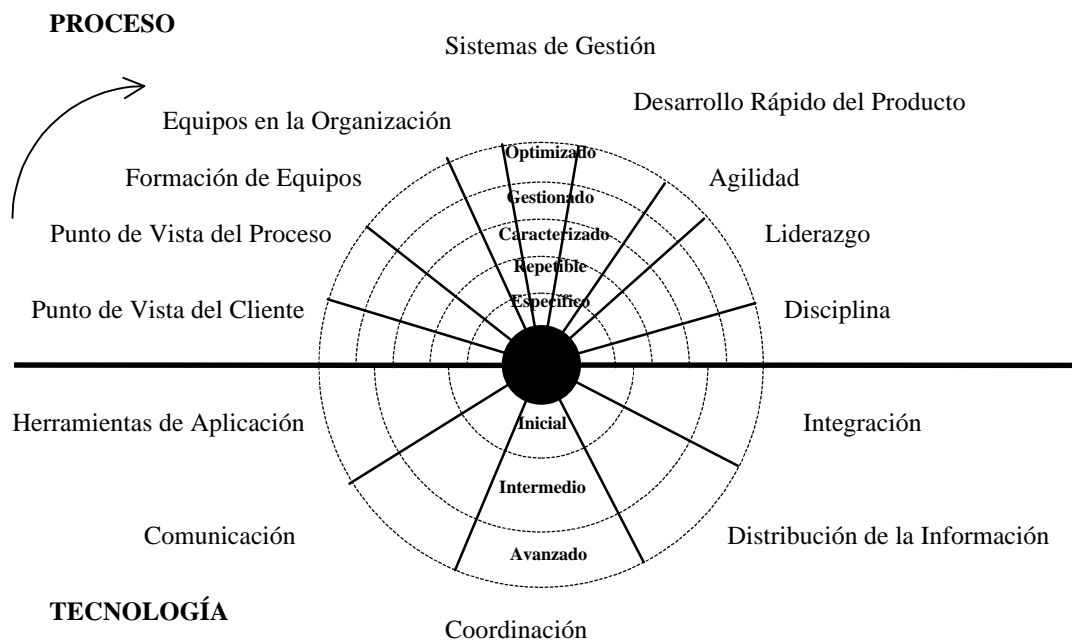 PROCESO
Sistemas de Gestión
Desarrollo Rápido del Producto
Equipos en la Organización
Optimizado
Formación de Equipos
Agilidad
Gestionado
Punto de Vista del Proceso
Caracterizado
Liderazgo
Repetible
Específico
Punto de Vista del Cliente
Disciplina
Herramientas de Aplicación
Inicial
Integración
Intermedio
Comunicación
Distribución de la Información
Avanzado
TECNOLOGÍA
Coordinación